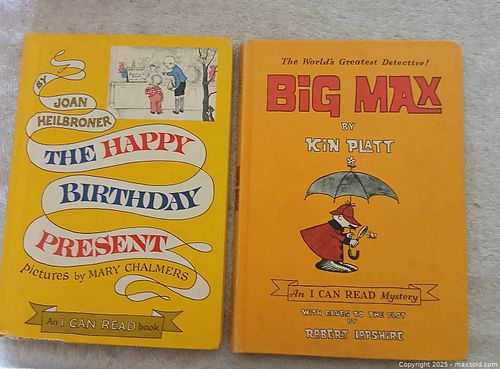 BY
JOAN
HEILBRONER
THE HAPPY
BIRTHDAY
PRESENT
pictures by MARY CHALMERS
An I CAN READ book
The World's Greatest Detective!
BIG MAX
BY
KIN PLATT
An I CAN READ Mystery
WITH CLUES TO THE PLOT
BY
ROBERT LOPSHIRE
Copyright 2025 - maxsold.com